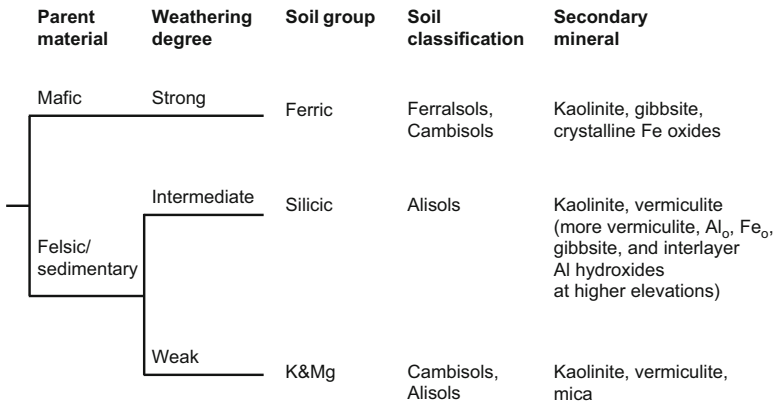 Parent material
Weathering degree
Soil group
Soil classification
Secondary mineral
Mafic
Strong
Ferric
Ferralsols,
Cambisols
Kaolinite, gibbsite,
crystalline Fe oxides
Felsic/
sedimentary
Intermediate
Silicic
Alisols
Kaolinite, vermiculite
(more vermiculite, Alo, Feo,
gibbsite, and interlayer
Al hydroxides
at higher elevations)
Weak
K&Mg
Cambisols,
Alisols
Kaolinite, vermiculite,
mica